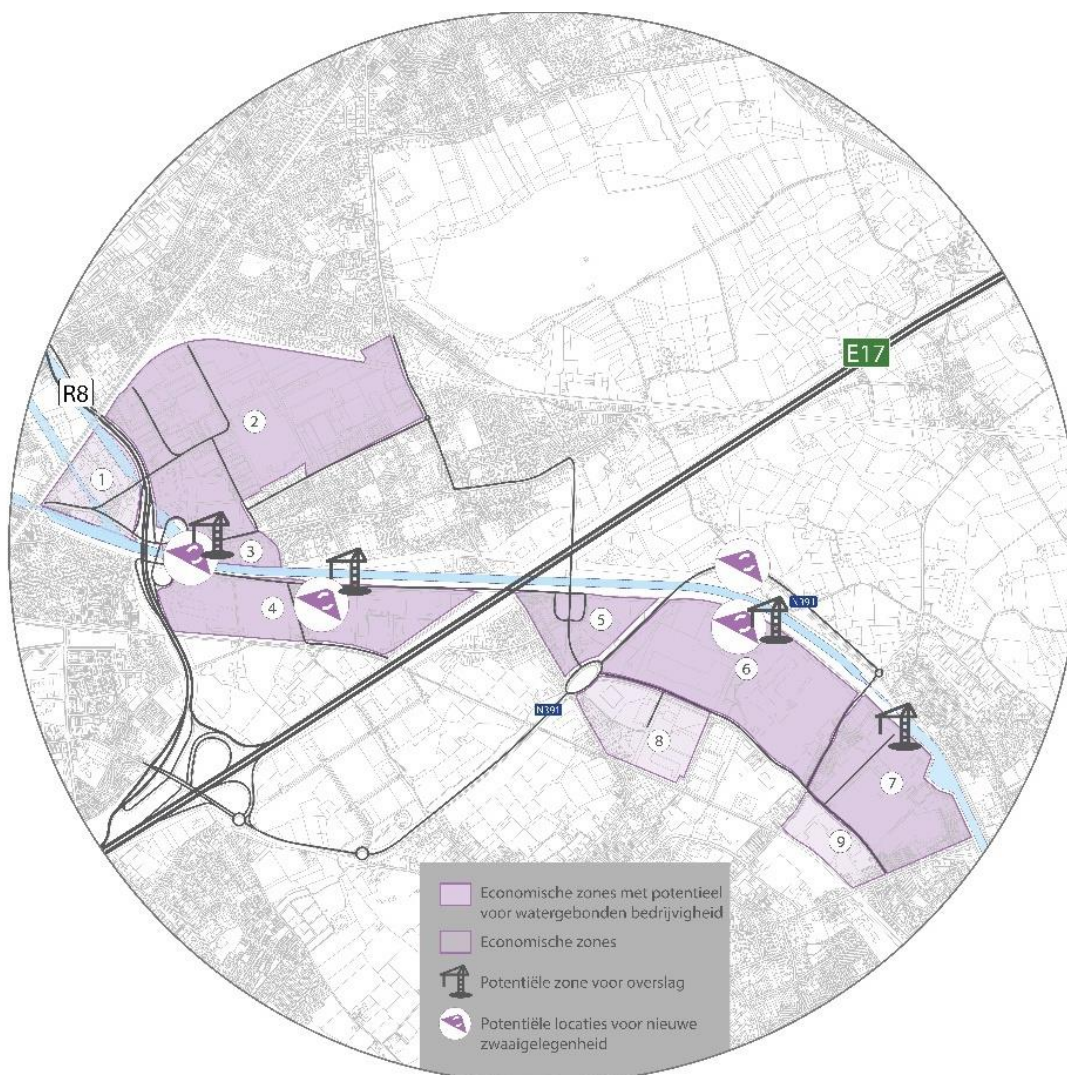 E17
R8
2
1
3
4
5
N391
6
N391
8
7
9
Economische zones met potentieel
voor watergebonden bedrijvigheid
Economische zones
Potentiële zone voor overslag
Potentiële locaties voor nieuwe
zwaaigelegenheid